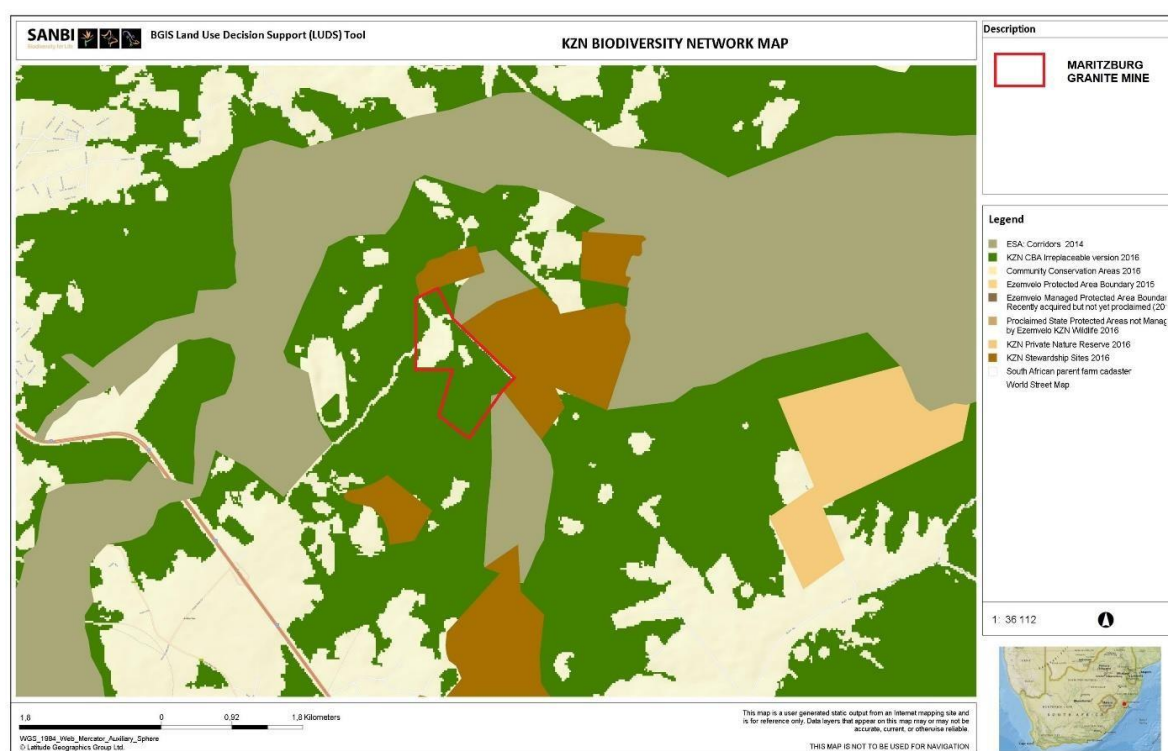 SANBI
Biodiversity for Life
BGIS Land Use Decision Support (LUDS) Tool
KZN BIODIVERSITY NETWORK MAP
Description
MARITZBURG
GRANITE MINE
Legend
ESA: Corridors 2014
KZN CBA Irreplaceable version 2016
Community Conservation Areas 2016
Ezemvelo Protected Area Boundary 2015
Ezemvelo Managed Protected Area Boundar
Recently acquired but not yet proclaimed (20
Proclaimed State Protected Areas not Manag
by Ezemvelo KZN Wildlife 2016
KZN Private Nature Reserve 2016
KZN Stewardship Sites 2016
South African parent farm cadaster
World Street Map
1: 36 112
1,8 0 0,92 1,8 Kilometers
WGS_1984_Web_Mercator_Auxiliary_Sphere
© Latitude Geographics Group Ltd.
This map is a user generated static output from an Internet mapping site and
is for reference only. Data layers that appear on this map may or may not be
accurate, current, or otherwise reliable.
THIS MAP IS NOT TO BE USED FOR NAVIGATION
SOUTH AFRICA